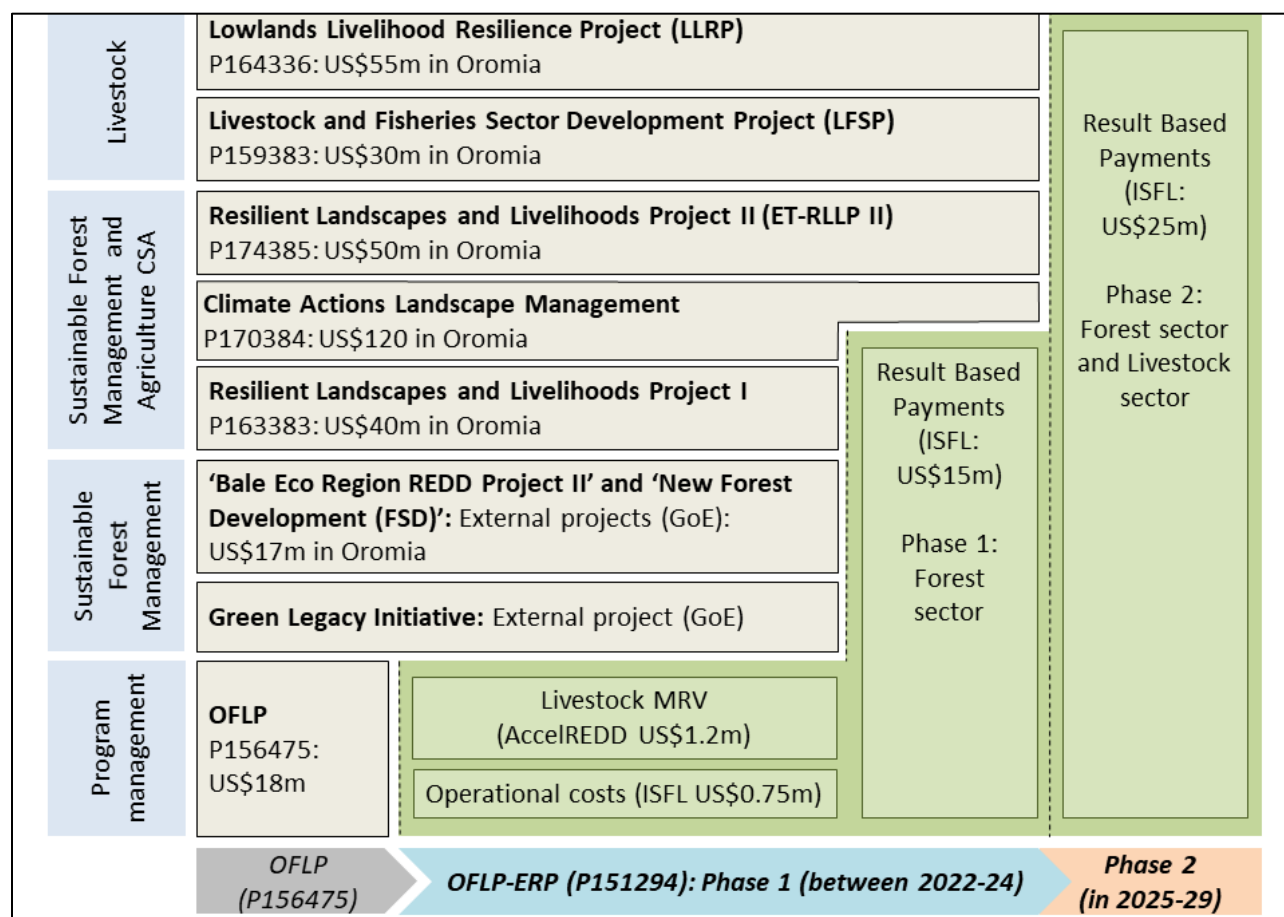 Livestock
Lowlands Livelihood Resilience Project (LLRP)
P164336: US$55m in Oromia
Livestock and Fisheries Sector Development Project (LFSP)
P159383: US$30m in Oromia
Sustainable Forest
Management and
Agriculture CSA
Resilient Landscapes and Livelihoods Project II (ET-RLLP II)
P174385: US$50m in Oromia
Climate Actions Landscape Management
P170384: US$120 in Oromia
Resilient Landscapes and Livelihoods Project I
P163383: US$40m in Oromia
Sustainable
Forest
Management
‘Bale Eco Region REDD Project II’ and ‘New Forest
Development (FSD)’: External projects (GoE):
US$17m in Oromia
Green Legacy Initiative: External project (GoE)
Program
management
OFLP
P156475:
US$18m
Livestock MRV
(AccelREDD US$1.2m)
Operational costs (ISFL US$0.75m)
Result Based
Payments
(ISFL:
US$15m)
Phase 1:
Forest
sector
Result Based
Payments
(ISFL:
US$25m)
Phase 2:
Forest sector
and Livestock
sector
OFLP
(P156475)
OFLP-ERP (P151294): Phase 1 (between 2022-24)
Phase 2
(in 2025-29)